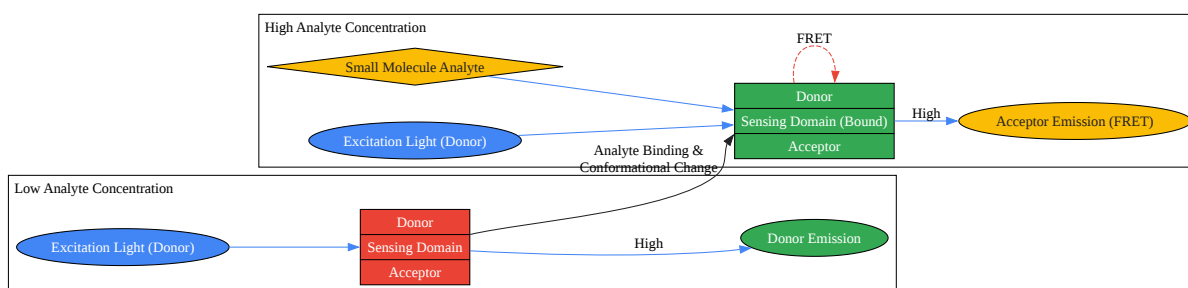 High Analyte Concentration
FRET
Small Molecule Analyte
Donor
Sensing Domain (Bound)
Acceptor
High
Acceptor Emission (FRET)
Excitation Light (Donor)
Analyte Binding &
Conformational Change
Low Analyte Concentration
Excitation Light (Donor)
Donor
Sensing Domain
Acceptor
High
Donor Emission